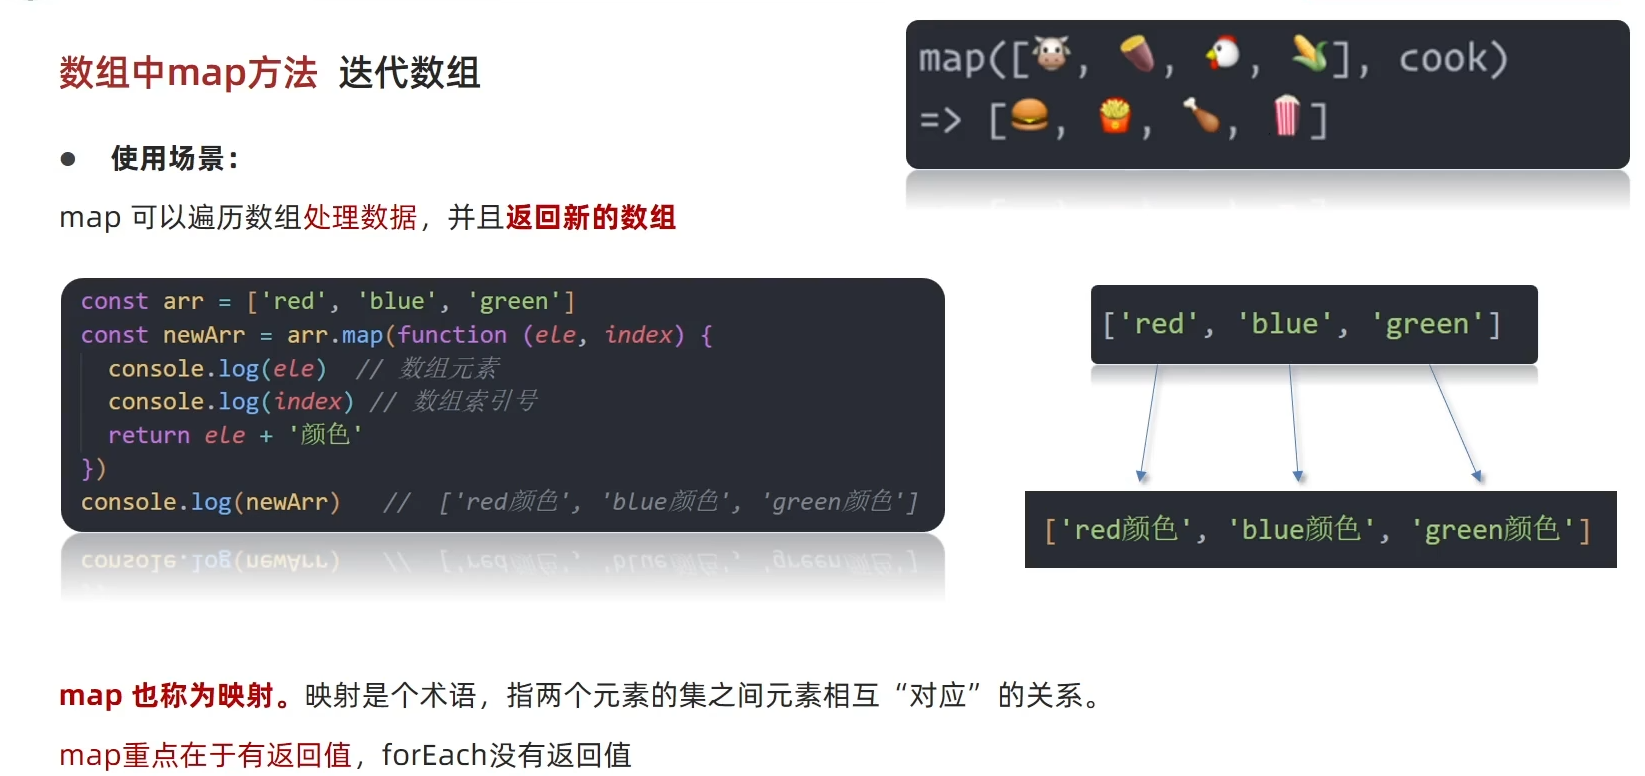 数组中map方法 迭代数组
map([🐮, 🍠, 🐔, 🌽], cook)
=> [🍔, 🍟, 🍗, 🍿]
● 使用场景：
map 可以遍历数组处理数据，并且返回新的数组
const arr = ['red', 'blue', 'green']
const newArr = arr.map(function (ele, index) {
  console.log(ele)  // 数组元素
  console.log(index) // 数组索引号
  return ele + '颜色'
})
console.log(newArr)   //  ['red颜色', 'blue颜色', 'green颜色']
['red', 'blue', 'green']
['red颜色', 'blue颜色', 'green颜色']
map 也称为映射。映射是个术语，指两个元素的集之间元素相互“对应”的关系。
map重点在于有返回值，forEach没有返回值